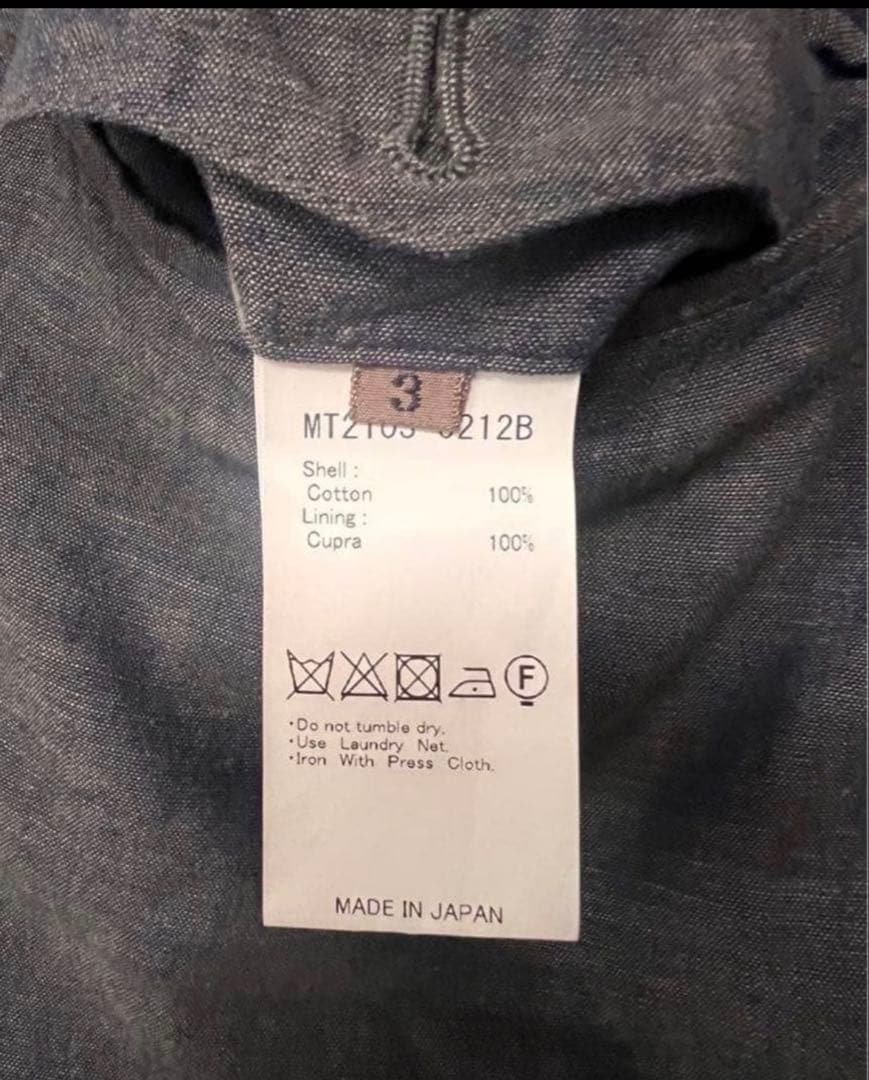 3
212B
Shell :
Cotton 100%
Lining :
Cupra 100%
F
·Do not tumble dry.
·Use Laundry Net.
·Iron With Press Cloth.
MADE IN JAPAN